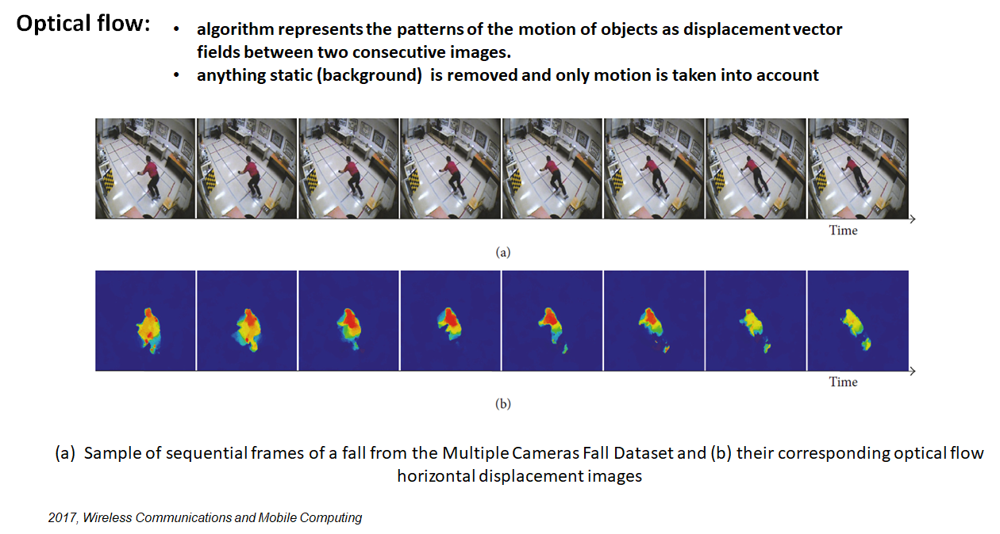 Optical flow:
• algorithm represents the patterns of the motion of objects as displacement vector
fields between two consecutive images.
• anything static (background) is removed and only motion is taken into account
Time
(a)
Time
(b)
(a) Sample of sequential frames of a fall from the Multiple Cameras Fall Dataset and (b) their corresponding optical flow
horizontal displacement images
2017, Wireless Communications and Mobile Computing